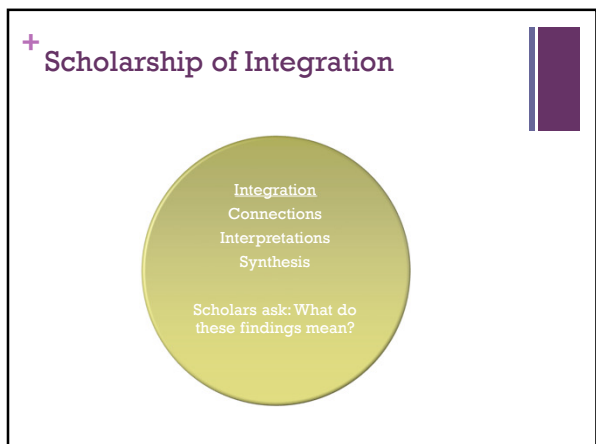 +
Scholarship of Integration
Integration
Connections
Interpretations
Synthesis
Scholars ask: What do
these findings mean?